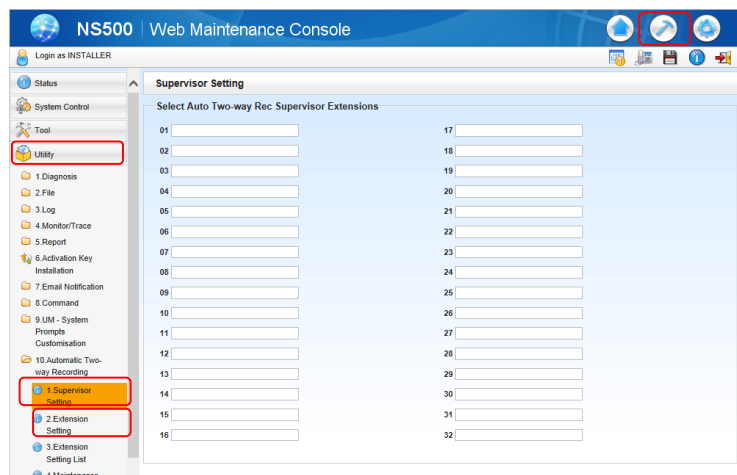 NS500 Web Maintenance Console
Login as INSTALLER
Status
System Control
Tool
Utility
1.Diagnosis
2.File
3.Log
4.Monitor/Trace
5.Report
6.Activation Key
Installation
7.Email Notification
8.Command
9.UM - System
Prompts
Customisation
10.Automatic Two-
way Recording
1.Supervisor
Setting
2.Extension
Setting
3.Extension
Setting List
4.Maintenance
Supervisor Setting
Select Auto Two-way Rec Supervisor Extensions
01 17
02 18
03 19
04 20
05 21
06 22
07 23
08 24
09 25
10 26
11 27
12 28
13 29
14 30
15 31
16 32